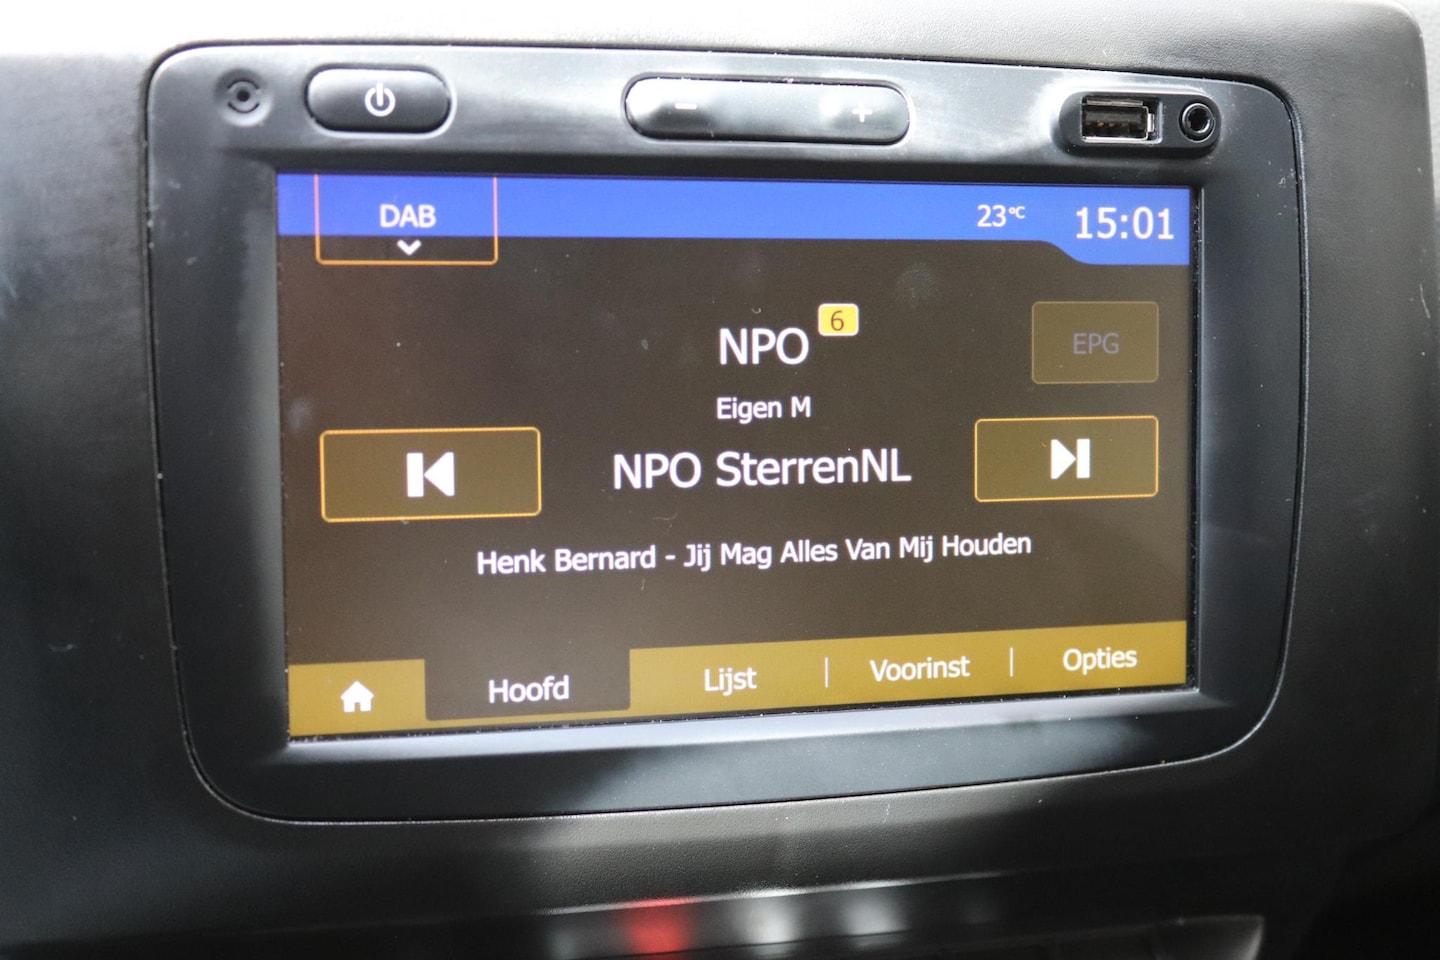 DAB
23°C
15:01
NPO
6
EPG
Eigen M
NPO SterrenNL
Henk Bernard - Jij Mag Alles Van Mij Houden
Hoofd
Lijst
Voorinst
Opties